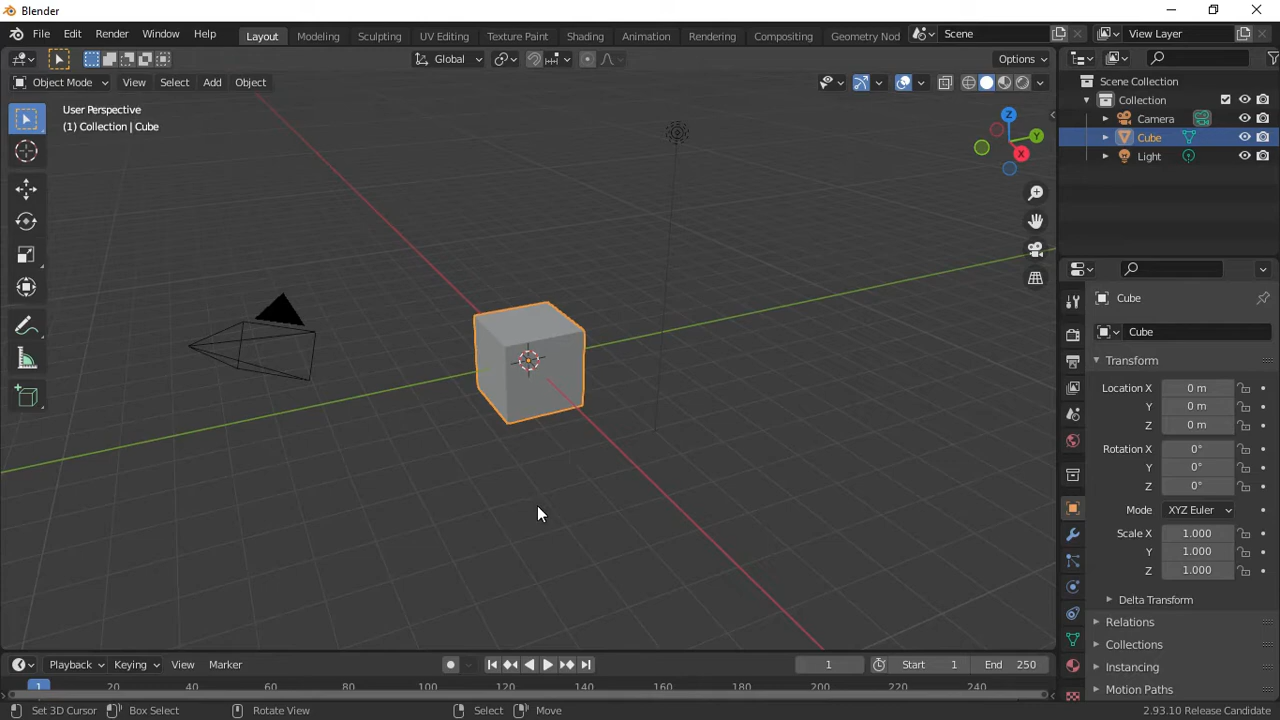 Blender
File Edit Render Window Help Layout Modeling Sculpting UV Editing Texture Paint Shading Animation Rendering Compositing Geometry Nod Scene View Layer
Global Options
Object Mode View Select Add Object
User Perspective
(1) Collection | Cube
Z
Y
X
Scene Collection
Collection
Camera
Cube
Light
Cube
Cube
Transform
Location X 0 m
Y 0 m
Z 0 m
Rotation X 0°
Y 0°
Z 0°
Mode XYZ Euler
Scale X 1.000
Y 1.000
Z 1.000
Delta Transform
Relations
Collections
Instancing
Motion Paths
Playback Keying View Marker 1 Start 1 End 250
1 20 40 60 80 100 120 140 160 180 200 220 240
Set 3D Cursor Box Select Rotate View Select Move 2.93.10 Release Candidate